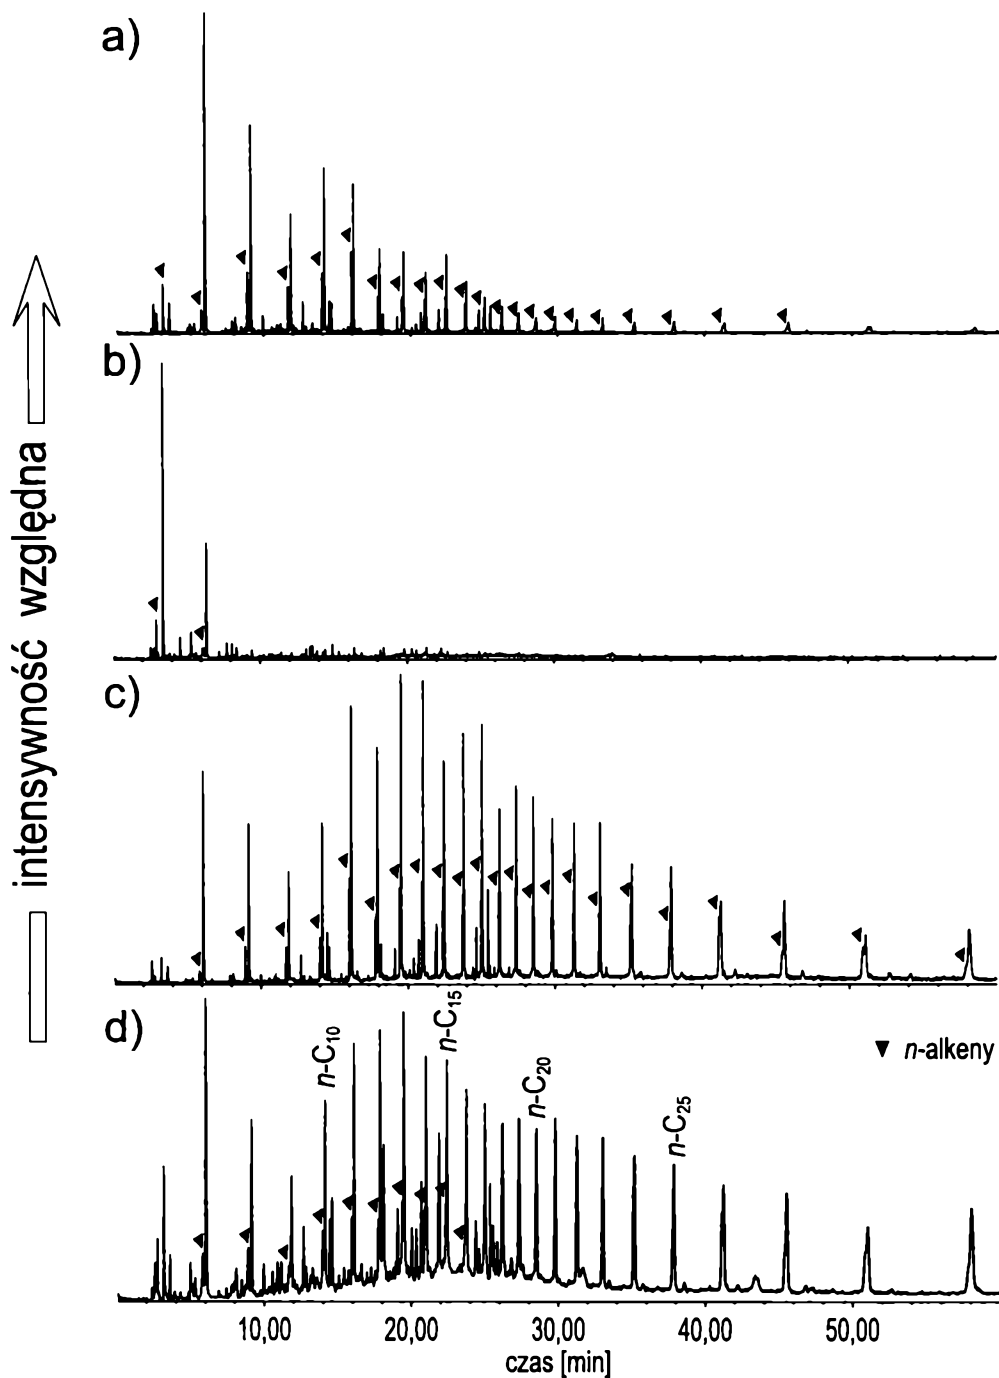 a)
b)
intensywność względna
c)
d)
n-C10
n-C15
n-C20
n-C25
n-alkeny
10,00 20,00 30,00 40,00 50,00
czas [min]